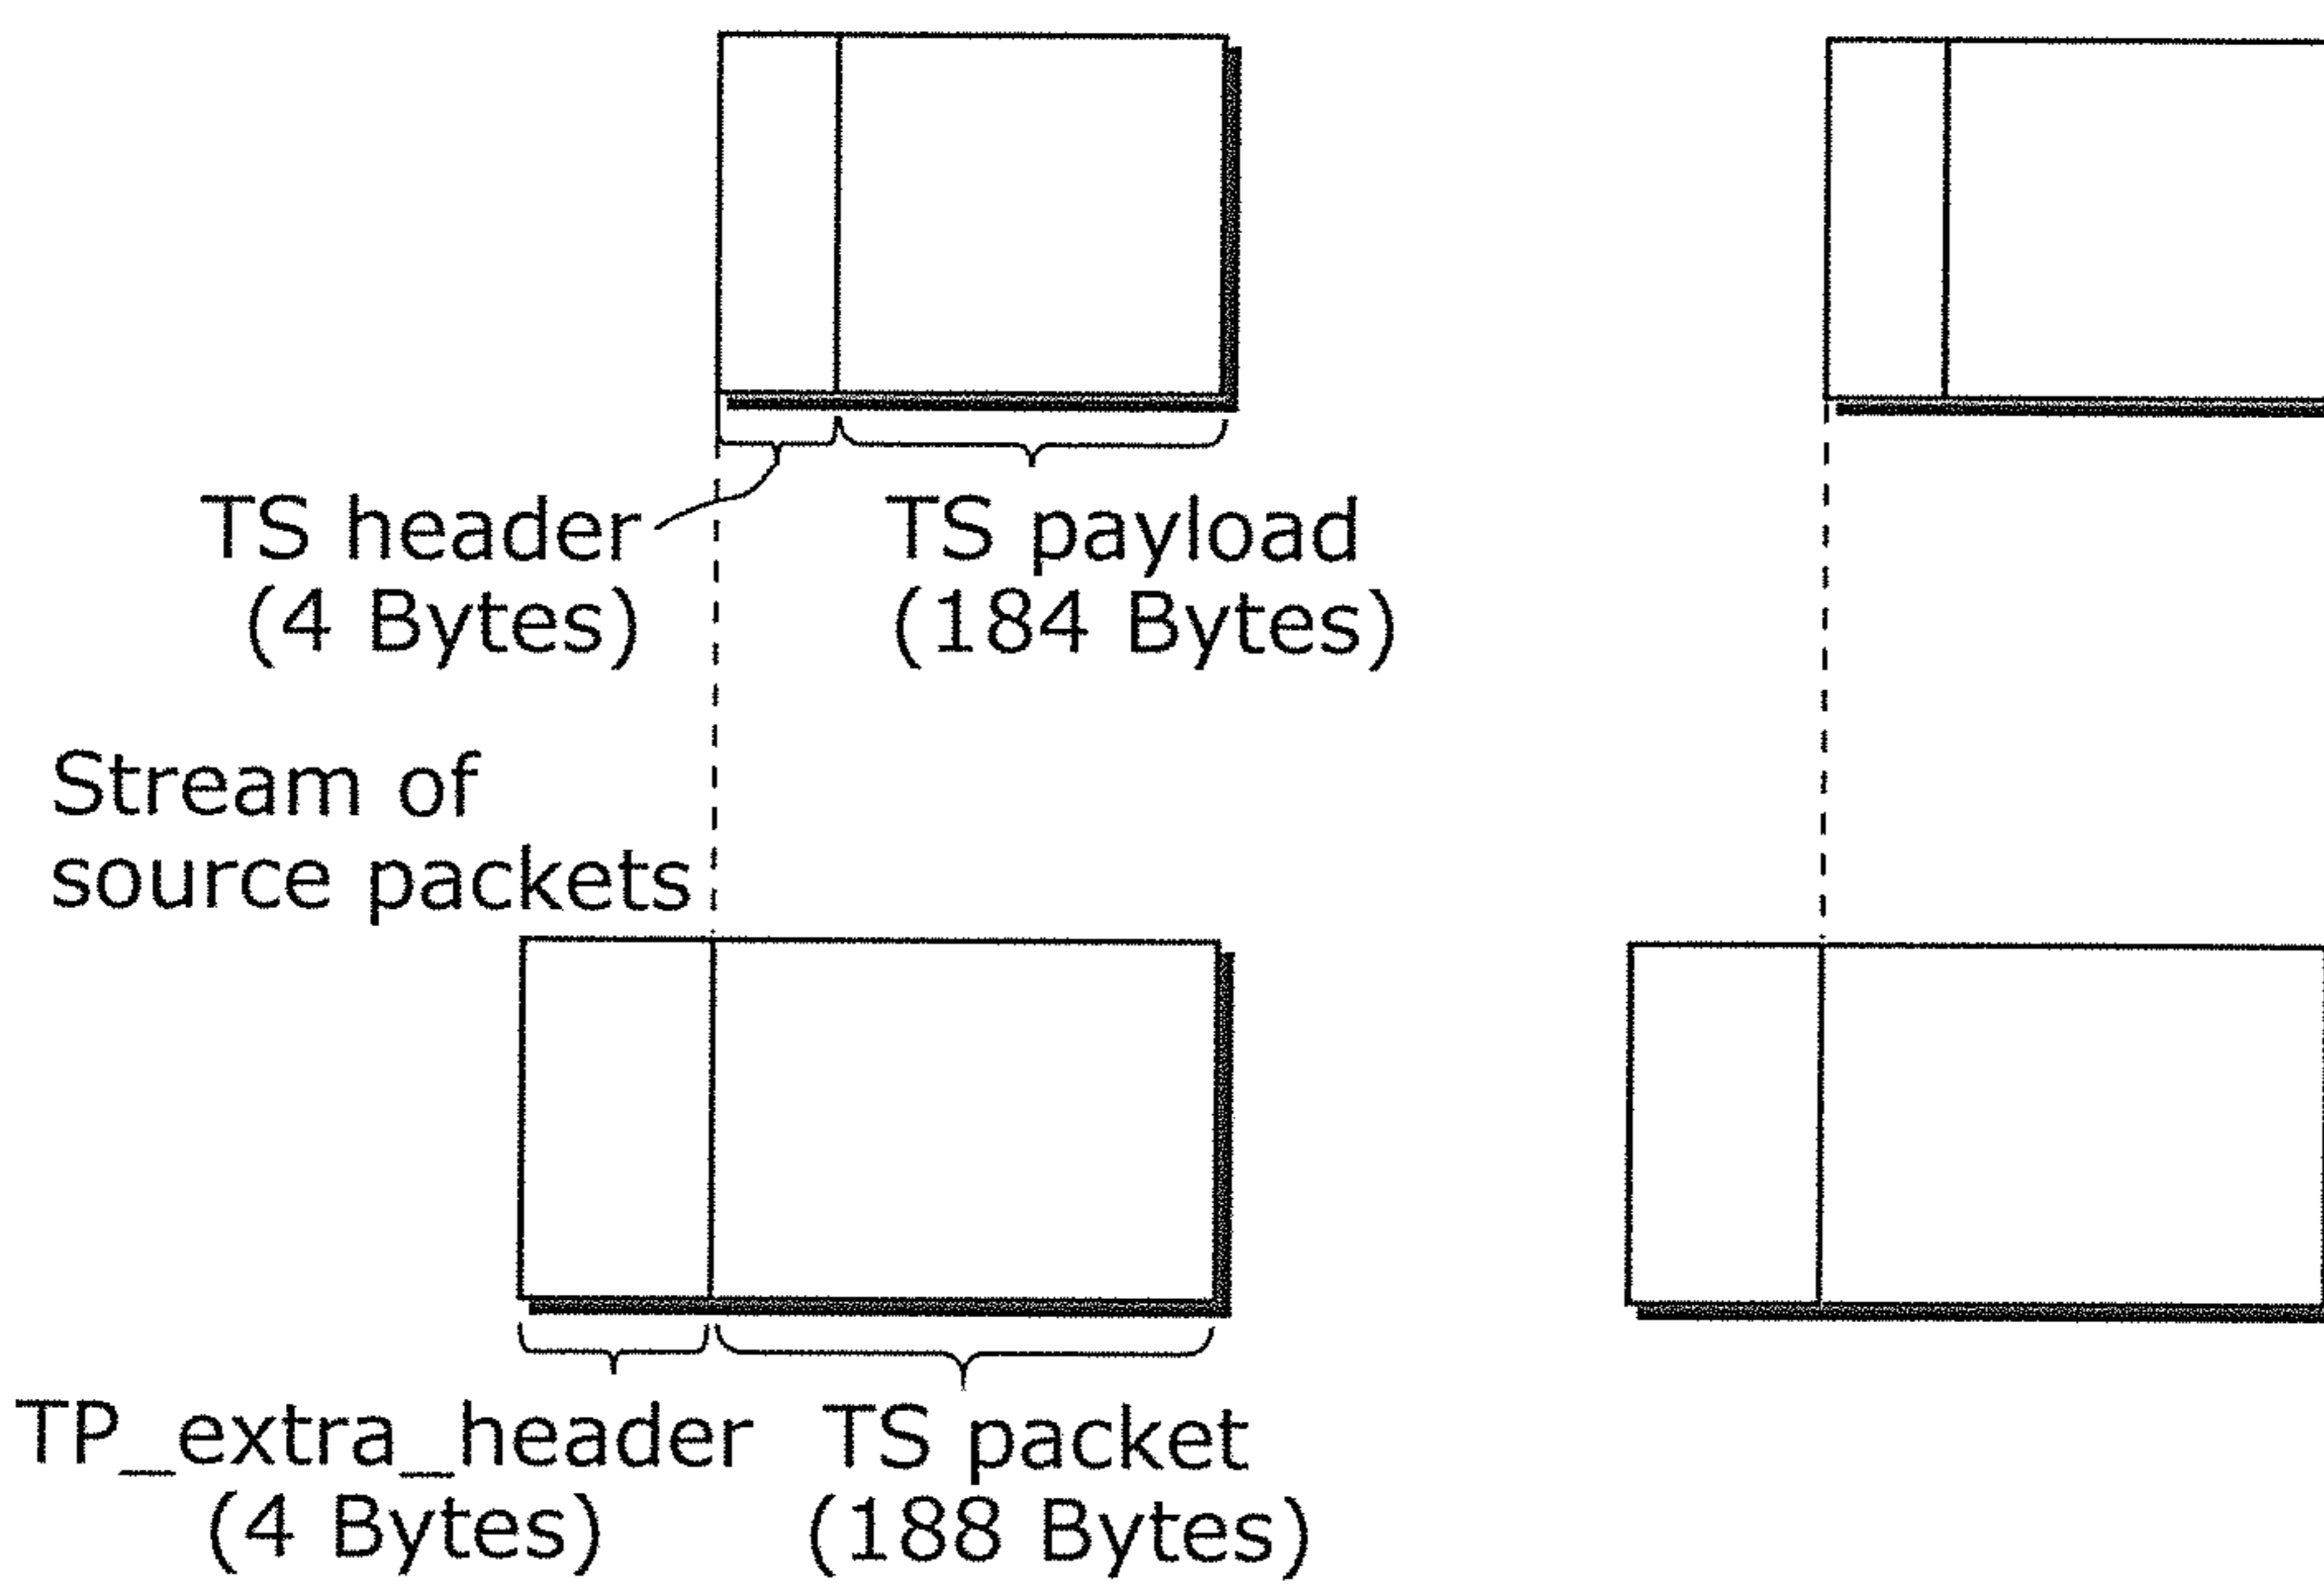 TS header
(4 Bytes)
TS payload
(184 Bytes)
Stream of
source packets
TP_extra_header
(4 Bytes)
TS packet
(188 Bytes)